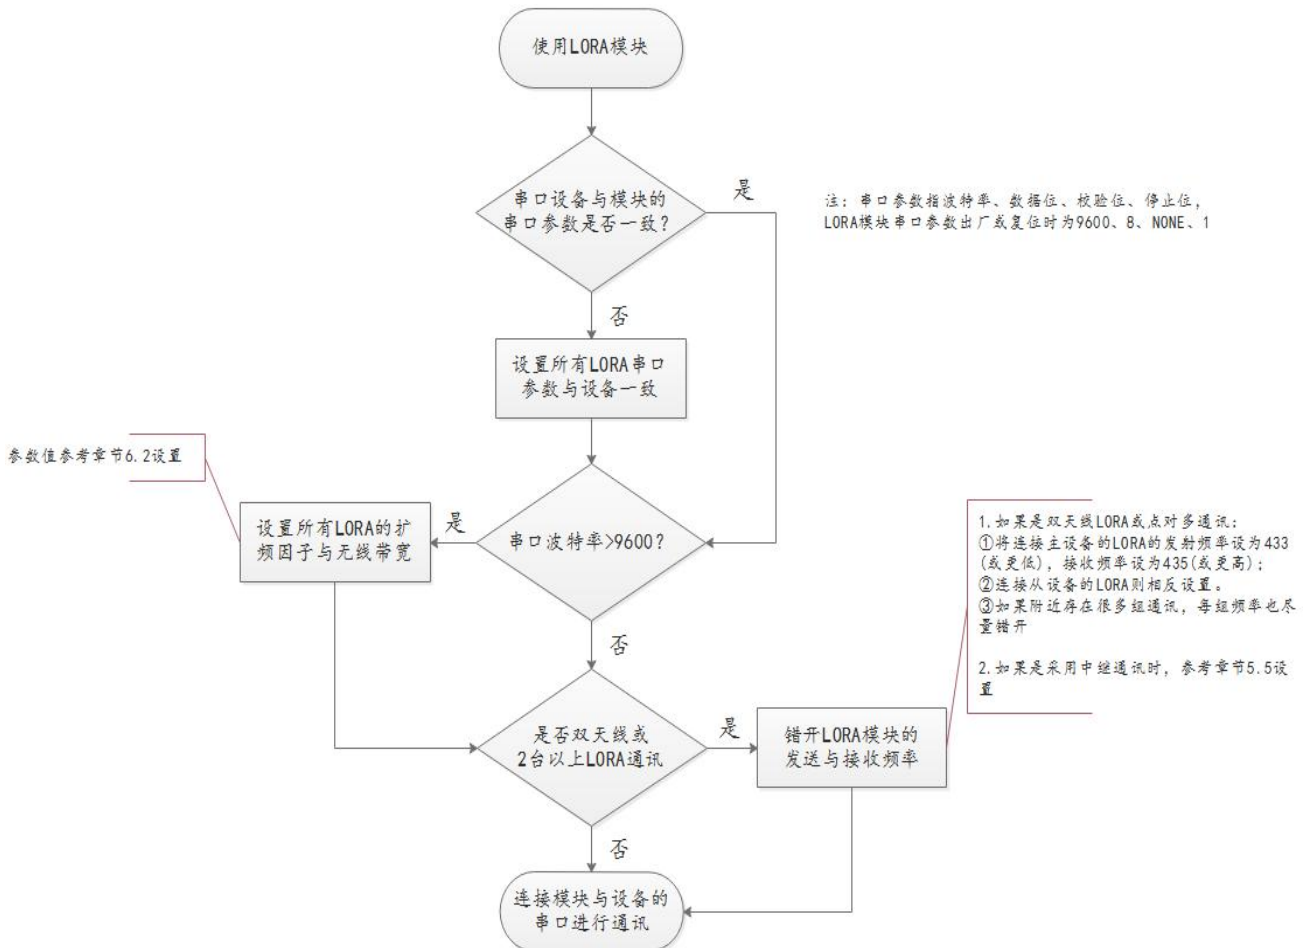 使用LORA模块
串口设备与模块的
串口参数是否一致?
是
注: 串口参数指波特率、数据位、校验位、停止位,
LORA模块串口参数出厂或复位时为9600、8、NONE、1
否
设置所有LORA串口
参数与设备一致
参数值参考章节6.2设置
设置所有LORA的扩
频因子与无线带宽
是
串口波特率>9600?
1.如果是双天线LORA或点对多通讯:
①将连接主设备的LORA的发射频率设为433
(或更低), 接收频率设为435(或更高);
②连接从设备的LORA则相反设置。
③如果附近存在很多组通讯, 每组频率也尽
量错开
2.如果是采用中继通讯时, 参考章节5.5设
置
否
是否双天线或
2台以上LORA通讯
是
错开LORA模块的
发送与接收频率
否
连接模块与设备的
串口进行通讯